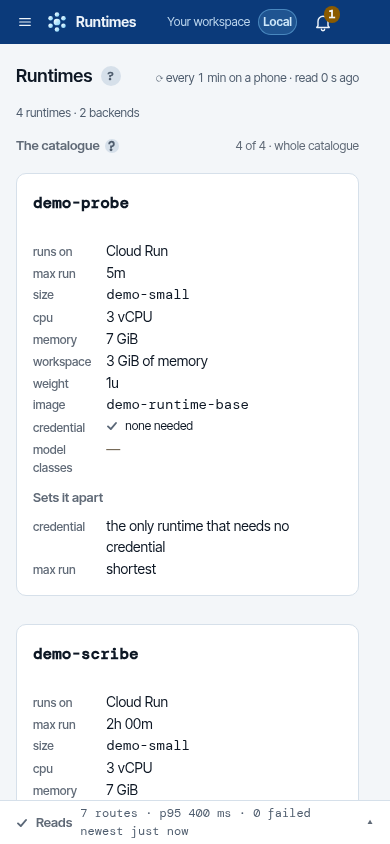 Runtimes Your workspace Local 1
Runtimes ? every 1 min on a phone · read 0 s ago
4 runtimes · 2 backends
The catalogue ? 4 of 4 · whole catalogue
demo-probe
runs on Cloud Run
max run 5m
size demo-small
cpu 3 vCPU
memory 7 GiB
workspace 3 GiB of memory
weight 1u
image demo-runtime-base
credential none needed
model —
classes
Sets it apart
credential the only runtime that needs no
credential
max run shortest
demo-scribe
runs on Cloud Run
max run 2h 00m
size demo-small
cpu 3 vCPU
memory 7 GiB
Reads 7 routes · p95 400 ms · 0 failed
newest just now